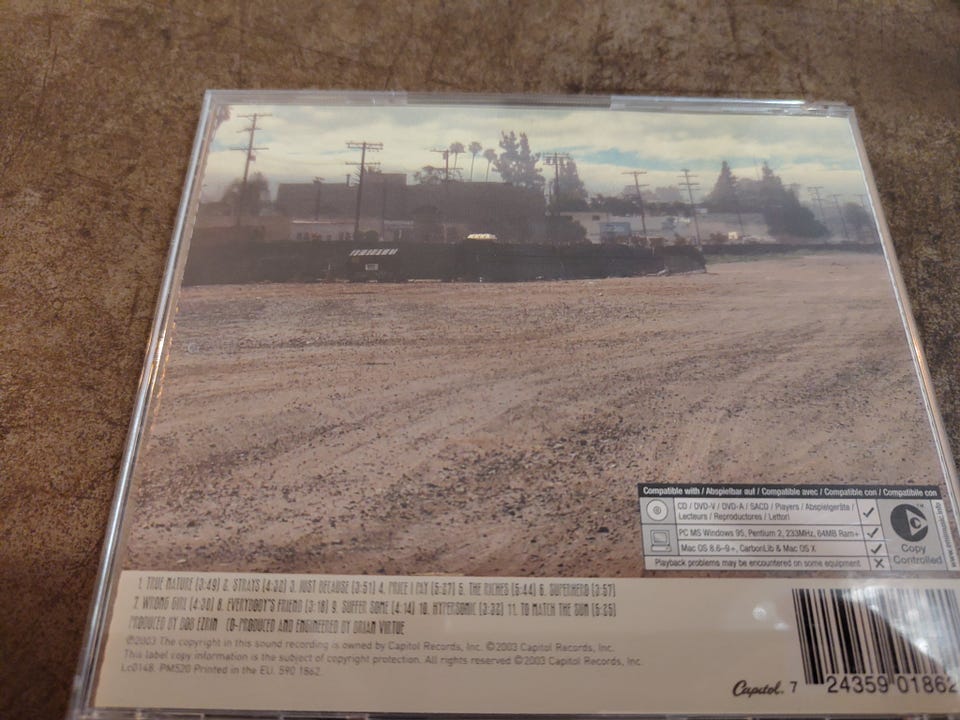 Compatible with / Abspielbar auf / Compatible avec / Compatible con / Compatibile con
CD / DVD-V / DVD-A / SACD / Players / Abspielgeräte /
Lecteurs / Reproductores / Lettori
PC MS Windows 95, Pentium 2, 233MHz, 64MB Ram+
Mac OS 8.6-9+, CarbonLib & Mac OS X
Playback problems may be encountered on some equipment
Copy
Controlled
1. TRUE NATURE (3:49) 2. STRAYS (4:32) 3. JUST BECAUSE (3:51) 4. PRICE I PAY (5:27) 5. THE RICHES (5:44) 6. SUPERHERO (3:57)
7. WRONG GIRL (4:30) 8. EVERYBODY'S FRIEND (3:18) 9. SUFFER SOME (4:14) 10. HYPERSONIC (3:32) 11. TO MATCH THE SUN (5:25)
PRODUCED BY BOB EZRIN CO-PRODUCED AND ENGINEERED BY BRIAN VIRTUE
℗2003 The copyright in this sound recording is owned by Capitol Records, Inc. ©2003 Capitol Records, Inc.
This label copy information is the subject of copyright protection. All rights reserved ©2003 Capitol Records, Inc.
Lc0148. PM520 Printed in the EU. 590 1862.
Capitol. 7 24359 01862